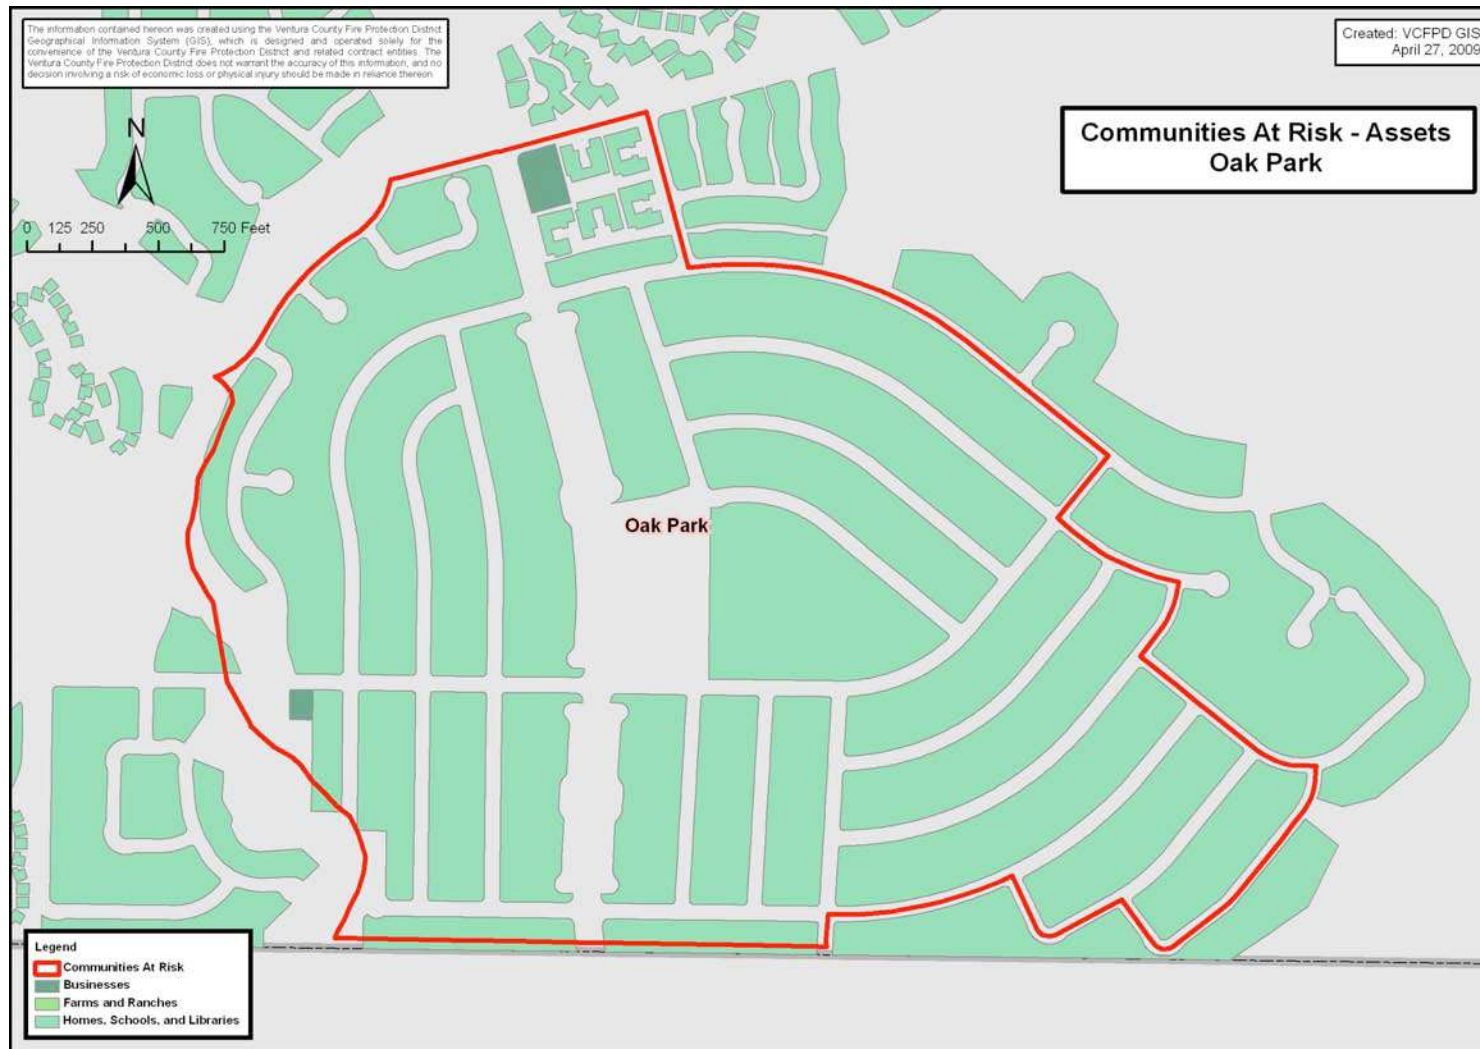 The information contained hereon was created using the Ventura County Fire Protection District
Geographical Information System (GIS), which is designed and operated solely for the
convenience of the Ventura County Fire Protection District and related contract entities. The
Ventura County Fire Protection District does not warrant the accuracy of this information, and no
decision involving a risk of economic loss or physical injury should be made in reliance thereon.
Created: VCFPD GIS
April 27, 2009
Communities At Risk - Assets
Oak Park
N
0 125 250 500 750 Feet
Oak Park
Legend
Communities At Risk
Businesses
Farms and Ranches
Homes, Schools, and Libraries